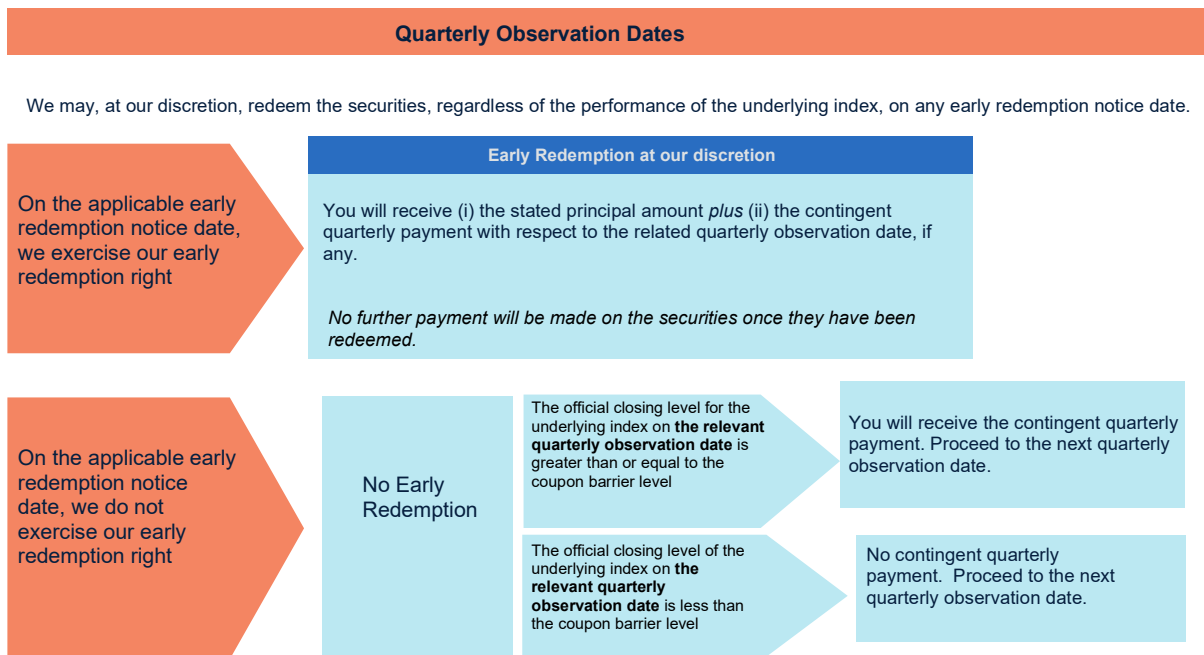 Quarterly Observation Dates
We may, at our discretion, redeem the securities, regardless of the performance of the underlying index, on any early redemption notice date.
On the applicable early
redemption notice date,
we exercise our early
redemption right
Early Redemption at our discretion
You will receive (i) the stated principal amount plus (ii) the contingent
quarterly payment with respect to the related quarterly observation date, if
any.
No further payment will be made on the securities once they have been
redeemed.
On the applicable early
redemption notice
date, we do not
exercise our early
redemption right
No Early
Redemption
The official closing level for the
underlying index on the relevant
quarterly observation date is
greater than or equal to the
coupon barrier level
You will receive the contingent quarterly
payment. Proceed to the next quarterly
observation date.
The official closing level of the
underlying index on the
relevant quarterly
observation date is less than
the coupon barrier level
No contingent quarterly
payment.  Proceed to the next
quarterly observation date.